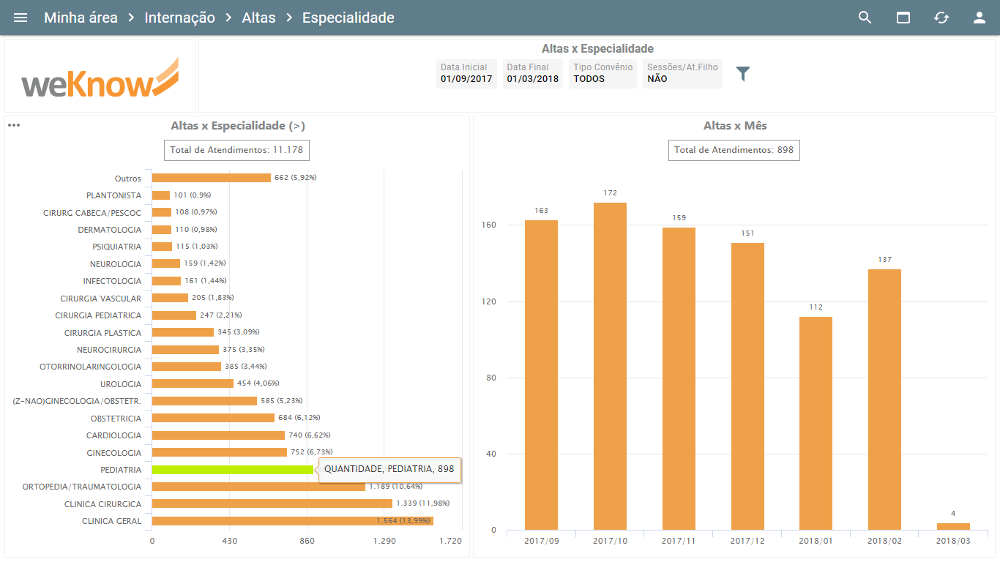 Minha área > Internação > Altas > Especialidade
weKnow
Altas x Especialidade
Data Inicial
01/09/2017
Data Final
01/03/2018
Tipo Convênio
TODOS
Sessões/At.Filho
NÃO
Altas x Especialidade (>)
Total de Atendimentos: 11.178
Outros 662 (5,92%)
PLANTONISTA 101 (0,9%)
CIRURG CABECA/PESCOC 108 (0,97%)
DERMATOLOGIA 110 (0,98%)
PSIQUIATRIA 115 (1,03%)
NEUROLOGIA 159 (1,42%)
INFECTOLOGIA 161 (1,44%)
CIRURGIA VASCULAR 205 (1,83%)
CIRURGIA PEDIATRICA 247 (2,21%)
CIRURGIA PLASTICA 345 (3,09%)
NEUROCIRURGIA 375 (3,35%)
OTORRINOLARINGOLOGIA 385 (3,44%)
UROLOGIA 454 (4,06%)
(Z-NAO)GINECOLOGIA/OBSTETR. 585 (5,23%)
OBSTETRICIA 684 (6,12%)
CARDIOLOGIA 740 (6,62%)
GINECOLOGIA 752 (6,73%)
PEDIATRIA QUANTIDADE, PEDIATRIA, 898
ORTOPEDIA/TRAUMATOLOGIA 1.189 (10,64%)
CLINICA CIRURGICA 1.339 (11,98%)
CLINICA GERAL 1.564 (13,99%)
0 430 860 1.290 1.720
Altas x Mês
Total de Atendimentos: 898
163 172 159 151 112 137 4
160
120
80
40
0
2017/09 2017/10 2017/11 2017/12 2018/01 2018/02 2018/03